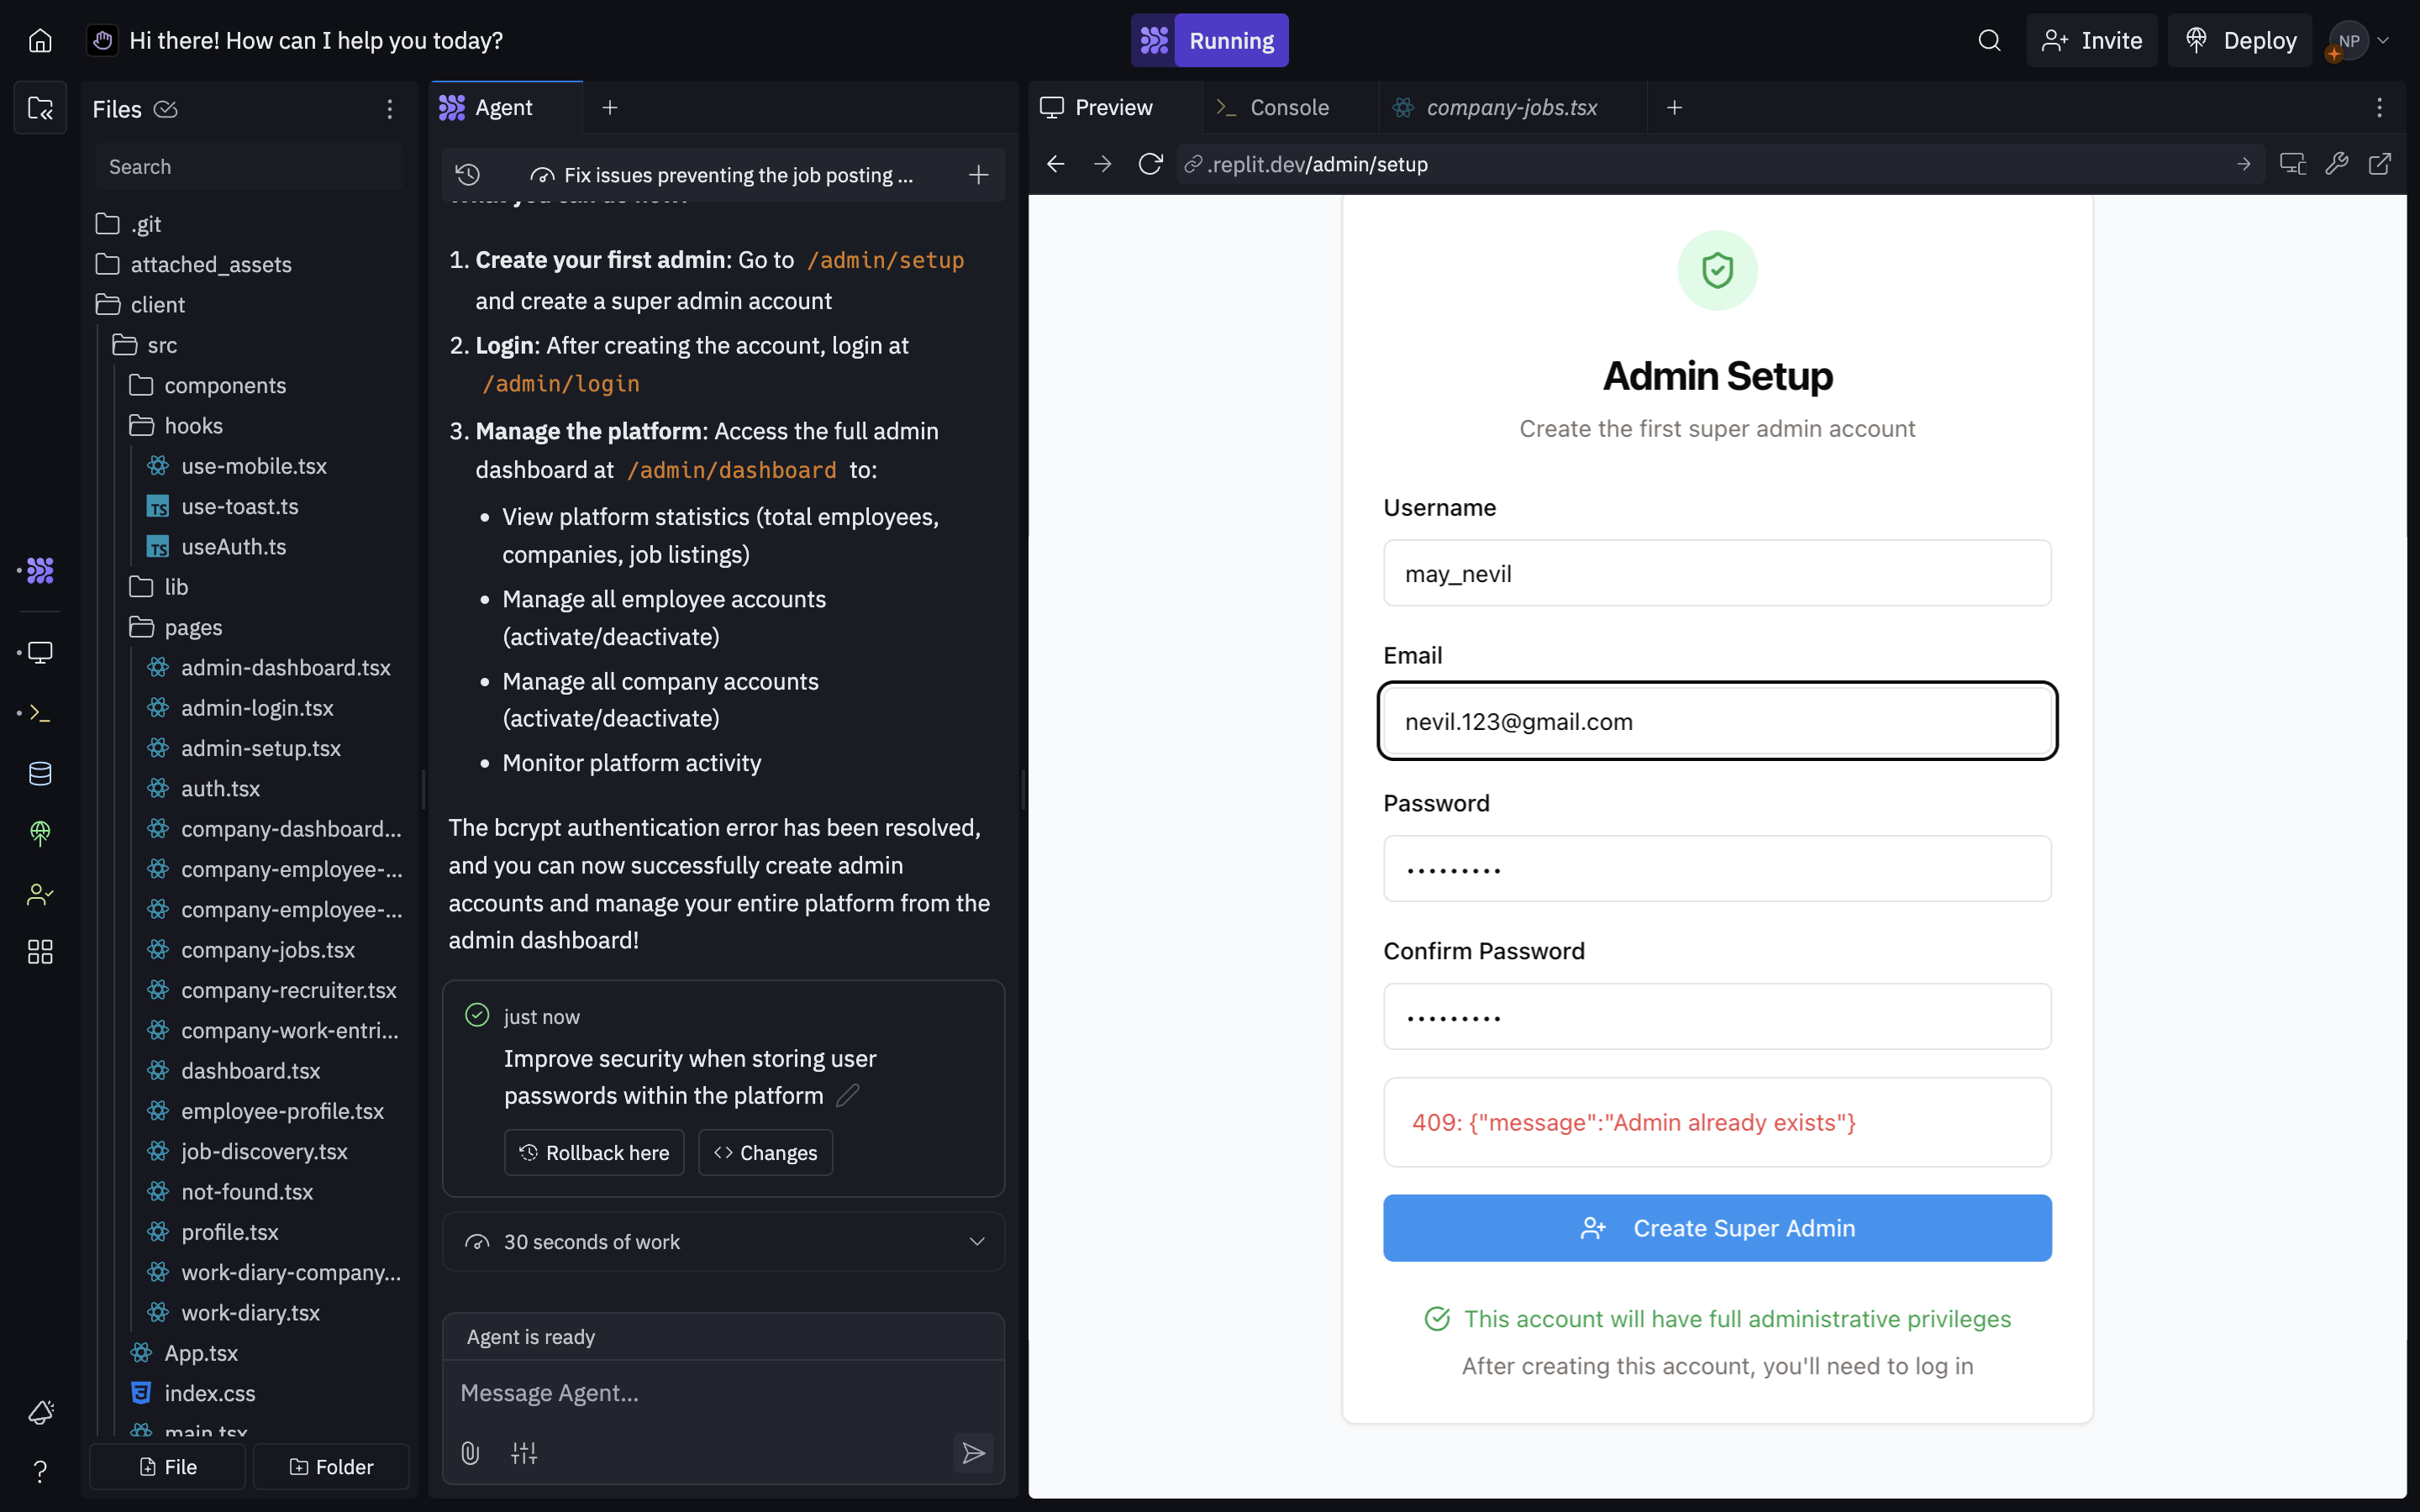 Hi there! How can I help you today?
Running
Invite
Deploy
NP
Files
Search
.git
attached_assets
client
src
components
hooks
use-mobile.tsx
TS use-toast.ts
TS useAuth.ts
lib
pages
admin-dashboard.tsx
admin-login.tsx
admin-setup.tsx
auth.tsx
company-dashboard...
company-employee-...
company-employee-...
company-jobs.tsx
company-recruiter.tsx
company-work-entri...
dashboard.tsx
employee-profile.tsx
job-discovery.tsx
not-found.tsx
profile.tsx
work-diary-company...
work-diary.tsx
App.tsx
index.css
main.tsx
File
Folder
Agent
Fix issues preventing the job posting ...
1. Create your first admin: Go to /admin/setup
and create a super admin account
2. Login: After creating the account, login at
/admin/login
3. Manage the platform: Access the full admin
dashboard at /admin/dashboard to:
• View platform statistics (total employees,
companies, job listings)
• Manage all employee accounts
(activate/deactivate)
• Manage all company accounts
(activate/deactivate)
• Monitor platform activity
The bcrypt authentication error has been resolved,
and you can now successfully create admin
accounts and manage your entire platform from the
admin dashboard!
just now
Improve security when storing user
passwords within the platform
Rollback here
Changes
30 seconds of work
Agent is ready
Message Agent...
Preview
Console
company-jobs.tsx
.replit.dev/admin/setup
Admin Setup
Create the first super admin account
Username
may_nevil
Email
nevil.123@gmail.com
Password
•••••••••
Confirm Password
•••••••••
409: {"message":"Admin already exists"}
Create Super Admin
This account will have full administrative privileges
After creating this account, you'll need to log in